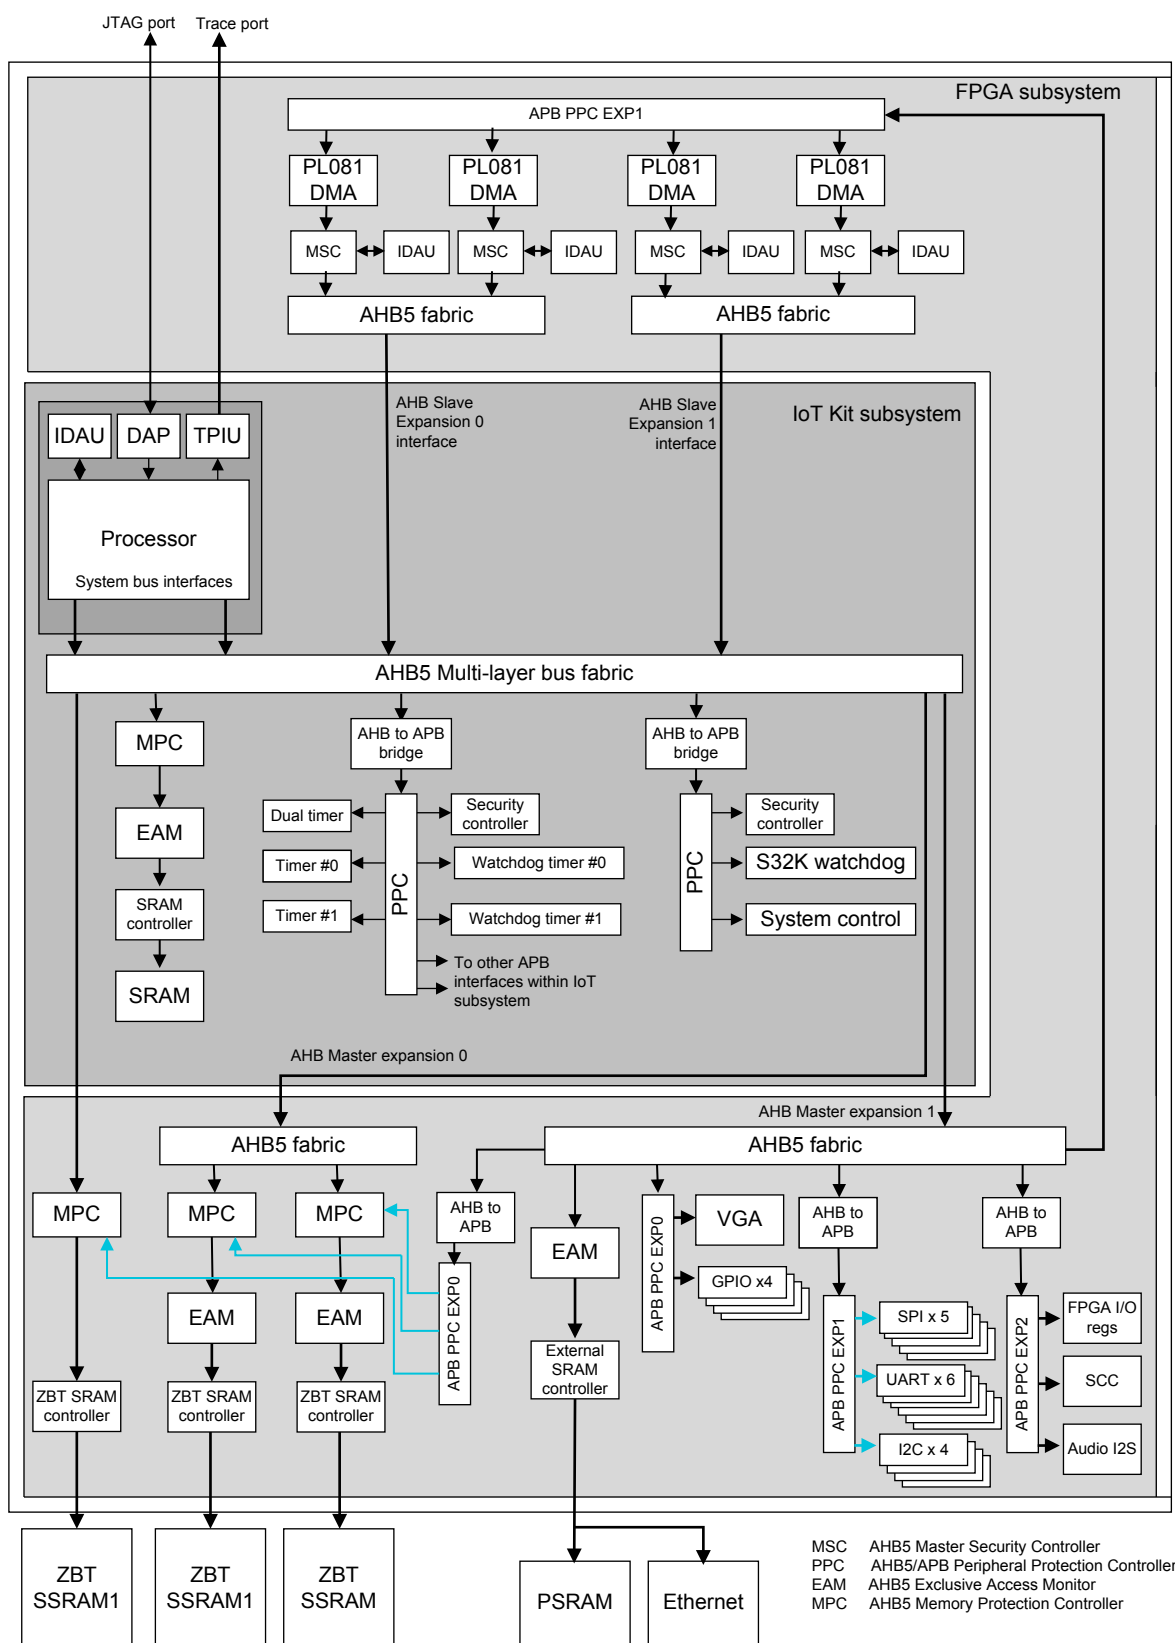 JTAG port
Trace port
FPGA subsystem
APB PPC EXP1
PL081
DMA
PL081
DMA
PL081
DMA
PL081
DMA
MSC
IDAU
MSC
IDAU
MSC
IDAU
MSC
IDAU
AHB5 fabric
AHB5 fabric
AHB Slave
Expansion 0
interface
AHB Slave
Expansion 1
interface
IoT Kit subsystem
IDAU
DAP
TPIU
Processor
System bus interfaces
AHB5 Multi-layer bus fabric
MPC
EAM
SRAM
controller
SRAM
AHB to APB
bridge
PPC
Dual timer
Timer #0
Timer #1
Security
controller
Watchdog timer #0
Watchdog timer #1
To other APB
interfaces within IoT
subsystem
AHB to APB
bridge
PPC
Security
controller
S32K watchdog
System control
AHB Master expansion 0
AHB Master expansion 1
AHB5 fabric
AHB5 fabric
MPC
MPC
MPC
EAM
EAM
ZBT SRAM
controller
ZBT SRAM
controller
ZBT SRAM
controller
AHB to
APB
APB PPC EXP0
EAM
External
SRAM
controller
APB PPC EXP0
VGA
GPIO x4
AHB to
APB
APB PPC EXP1
SPI x 5
UART x 6
I2C x 4
AHB to
APB
APB PPC EXP2
FPGA I/O
regs
SCC
Audio I2S
ZBT
SSRAM1
ZBT
SSRAM1
ZBT
SSRAM
PSRAM
Ethernet
MSC AHB5 Master Security Controller
PPC AHB5/APB Peripheral Protection Controller
EAM AHB5 Exclusive Access Monitor
MPC AHB5 Memory Protection Controller